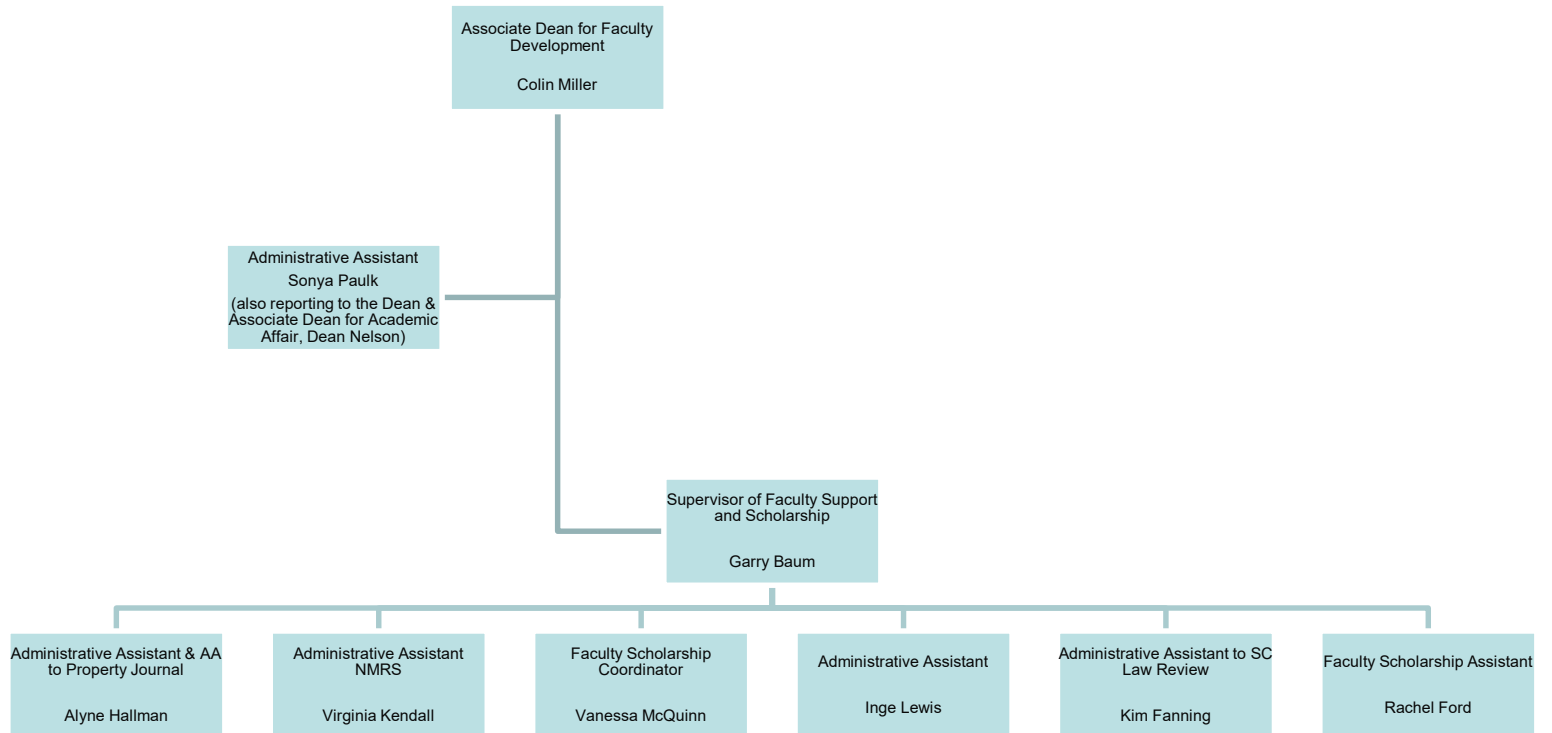 Associate Dean for Faculty
Development
Colin Miller
Administrative Assistant
Sonya Paulk
(also reporting to the Dean &
Associate Dean for Academic
Affair, Dean Nelson)
Supervisor of Faculty Support
and Scholarship
Garry Baum
Administrative Assistant & AA
to Property Journal
Alyne Hallman
Administrative Assistant
NMRS
Virginia Kendall
Faculty Scholarship
Coordinator
Vanessa McQuinn
Administrative Assistant
Inge Lewis
Administrative Assistant to SC
Law Review
Kim Fanning
Faculty Scholarship Assistant
Rachel Ford